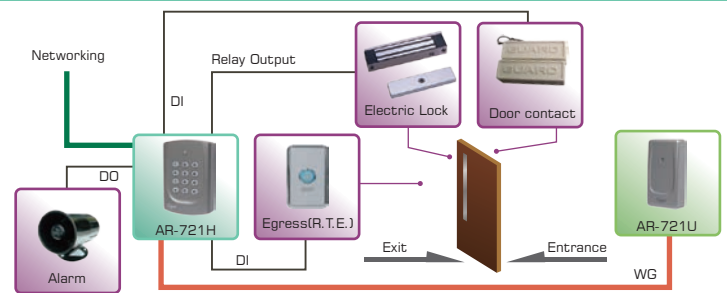 Networking
Relay Output
DI
Electric Lock
GUARD
GUARD
Door contact
DO
AR-721H
Egress(R.T.E.)
AR-721U
Alarm
DI
Exit
Entrance
WG